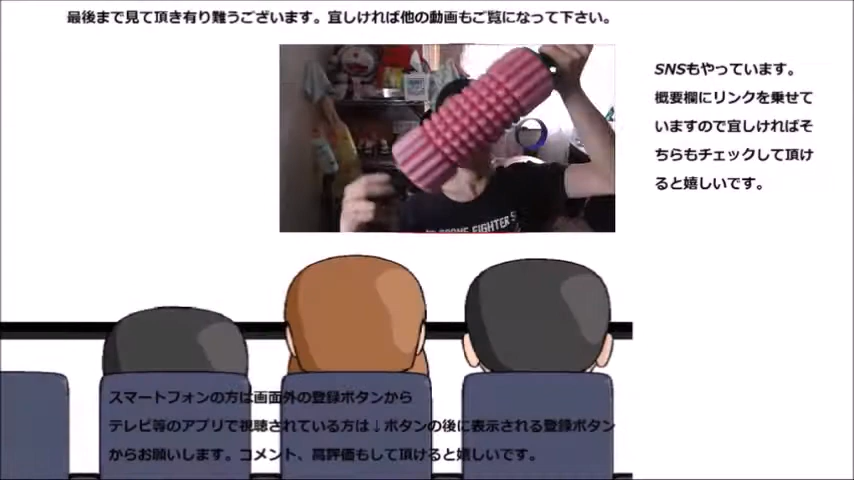 最後まで見て頂き有り難うございます。宜しければ他の動画もご覧になって下さい。
SNSもやっています。
概要欄にリンクを乗せて
いますので宜しければそ
ちらもチェックして頂け
ると嬉しいです。
FIGHTERS
スマートフォンの方は画面外の登録ボタンから
テレビ等のアプリで視聴されている方は↓ボタンの後に表示される登録ボタン
からお願いします。コメント、高評価もして頂けると嬉しいです。